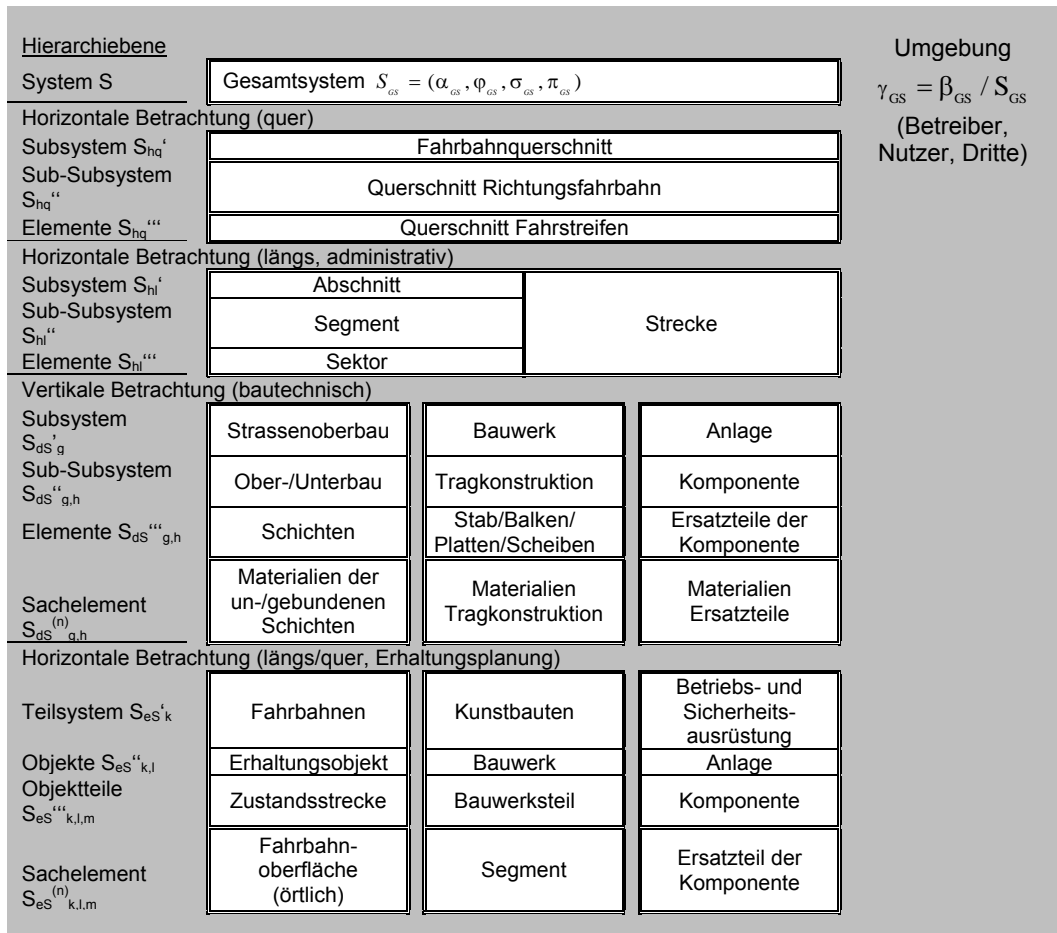 Hierarchiebene
Umgebung
System S
Gesamtsystem S_GS = (α_GS, φ_GS, σ_GS, π_GS)
γ_GS = β_GS / S_GS
(Betreiber,
Nutzer, Dritte)
Horizontale Betrachtung (quer)
Subsystem S_hq‘
Fahrbahnquerschnitt
Sub-Subsystem
S_hq‘‘
Querschnitt Richtungsfahrbahn
Elemente S_hq‘‘‘
Querschnitt Fahrstreifen
Horizontale Betrachtung (längs, administrativ)
Subsystem S_hl‘
Abschnitt
Sub-Subsystem
S_hl‘‘
Segment
Strecke
Elemente S_hl‘‘‘
Sektor
Vertikale Betrachtung (bautechnisch)
Subsystem
S_dS‘_g
Strassenoberbau
Bauwerk
Anlage
Sub-Subsystem
S_dS‘‘_g,h
Ober-/Unterbau
Tragkonstruktion
Komponente
Elemente S_dS‘‘‘_g,h
Schichten
Stab/Balken/
Platten/Scheiben
Ersatzteile der
Komponente
Sachelement
S_dS^(n)_g,h
Materialien der
un-/gebundenen
Schichten
Materialien
Tragkonstruktion
Materialien
Ersatzteile
Horizontale Betrachtung (längs/quer, Erhaltungsplanung)
Teilsystem S_eS‘_k
Fahrbahnen
Kunstbauten
Betriebs- und
Sicherheits-
ausrüstung
Objekte S_eS‘‘_k,l
Erhaltungsobjekt
Bauwerk
Anlage
Objektteile
S_eS‘‘‘_k,l,m
Zustandsstrecke
Bauwerksteil
Komponente
Sachelement
S_eS^(n)_k,l,m
Fahrbahn-
oberfläche
(örtlich)
Segment
Ersatzteil der
Komponente